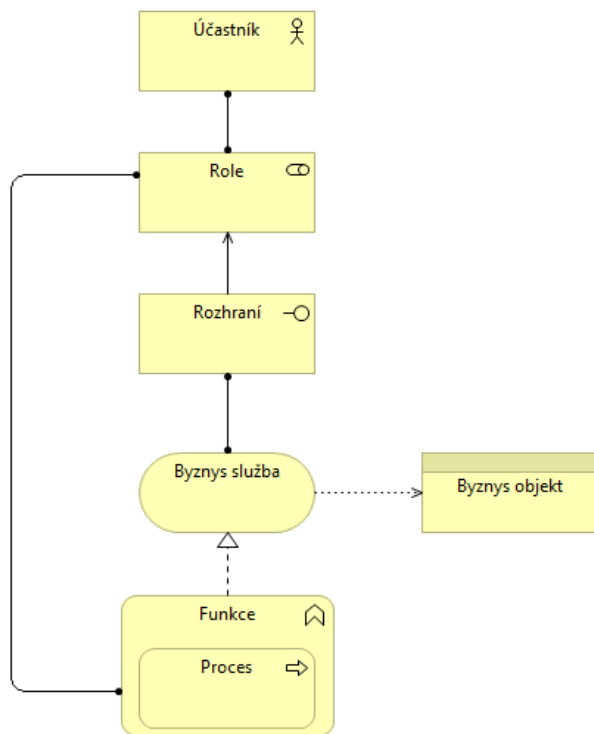 Účastník
Role
Rozhraní
Byznys služba
Byznys objekt
Funkce
Proces